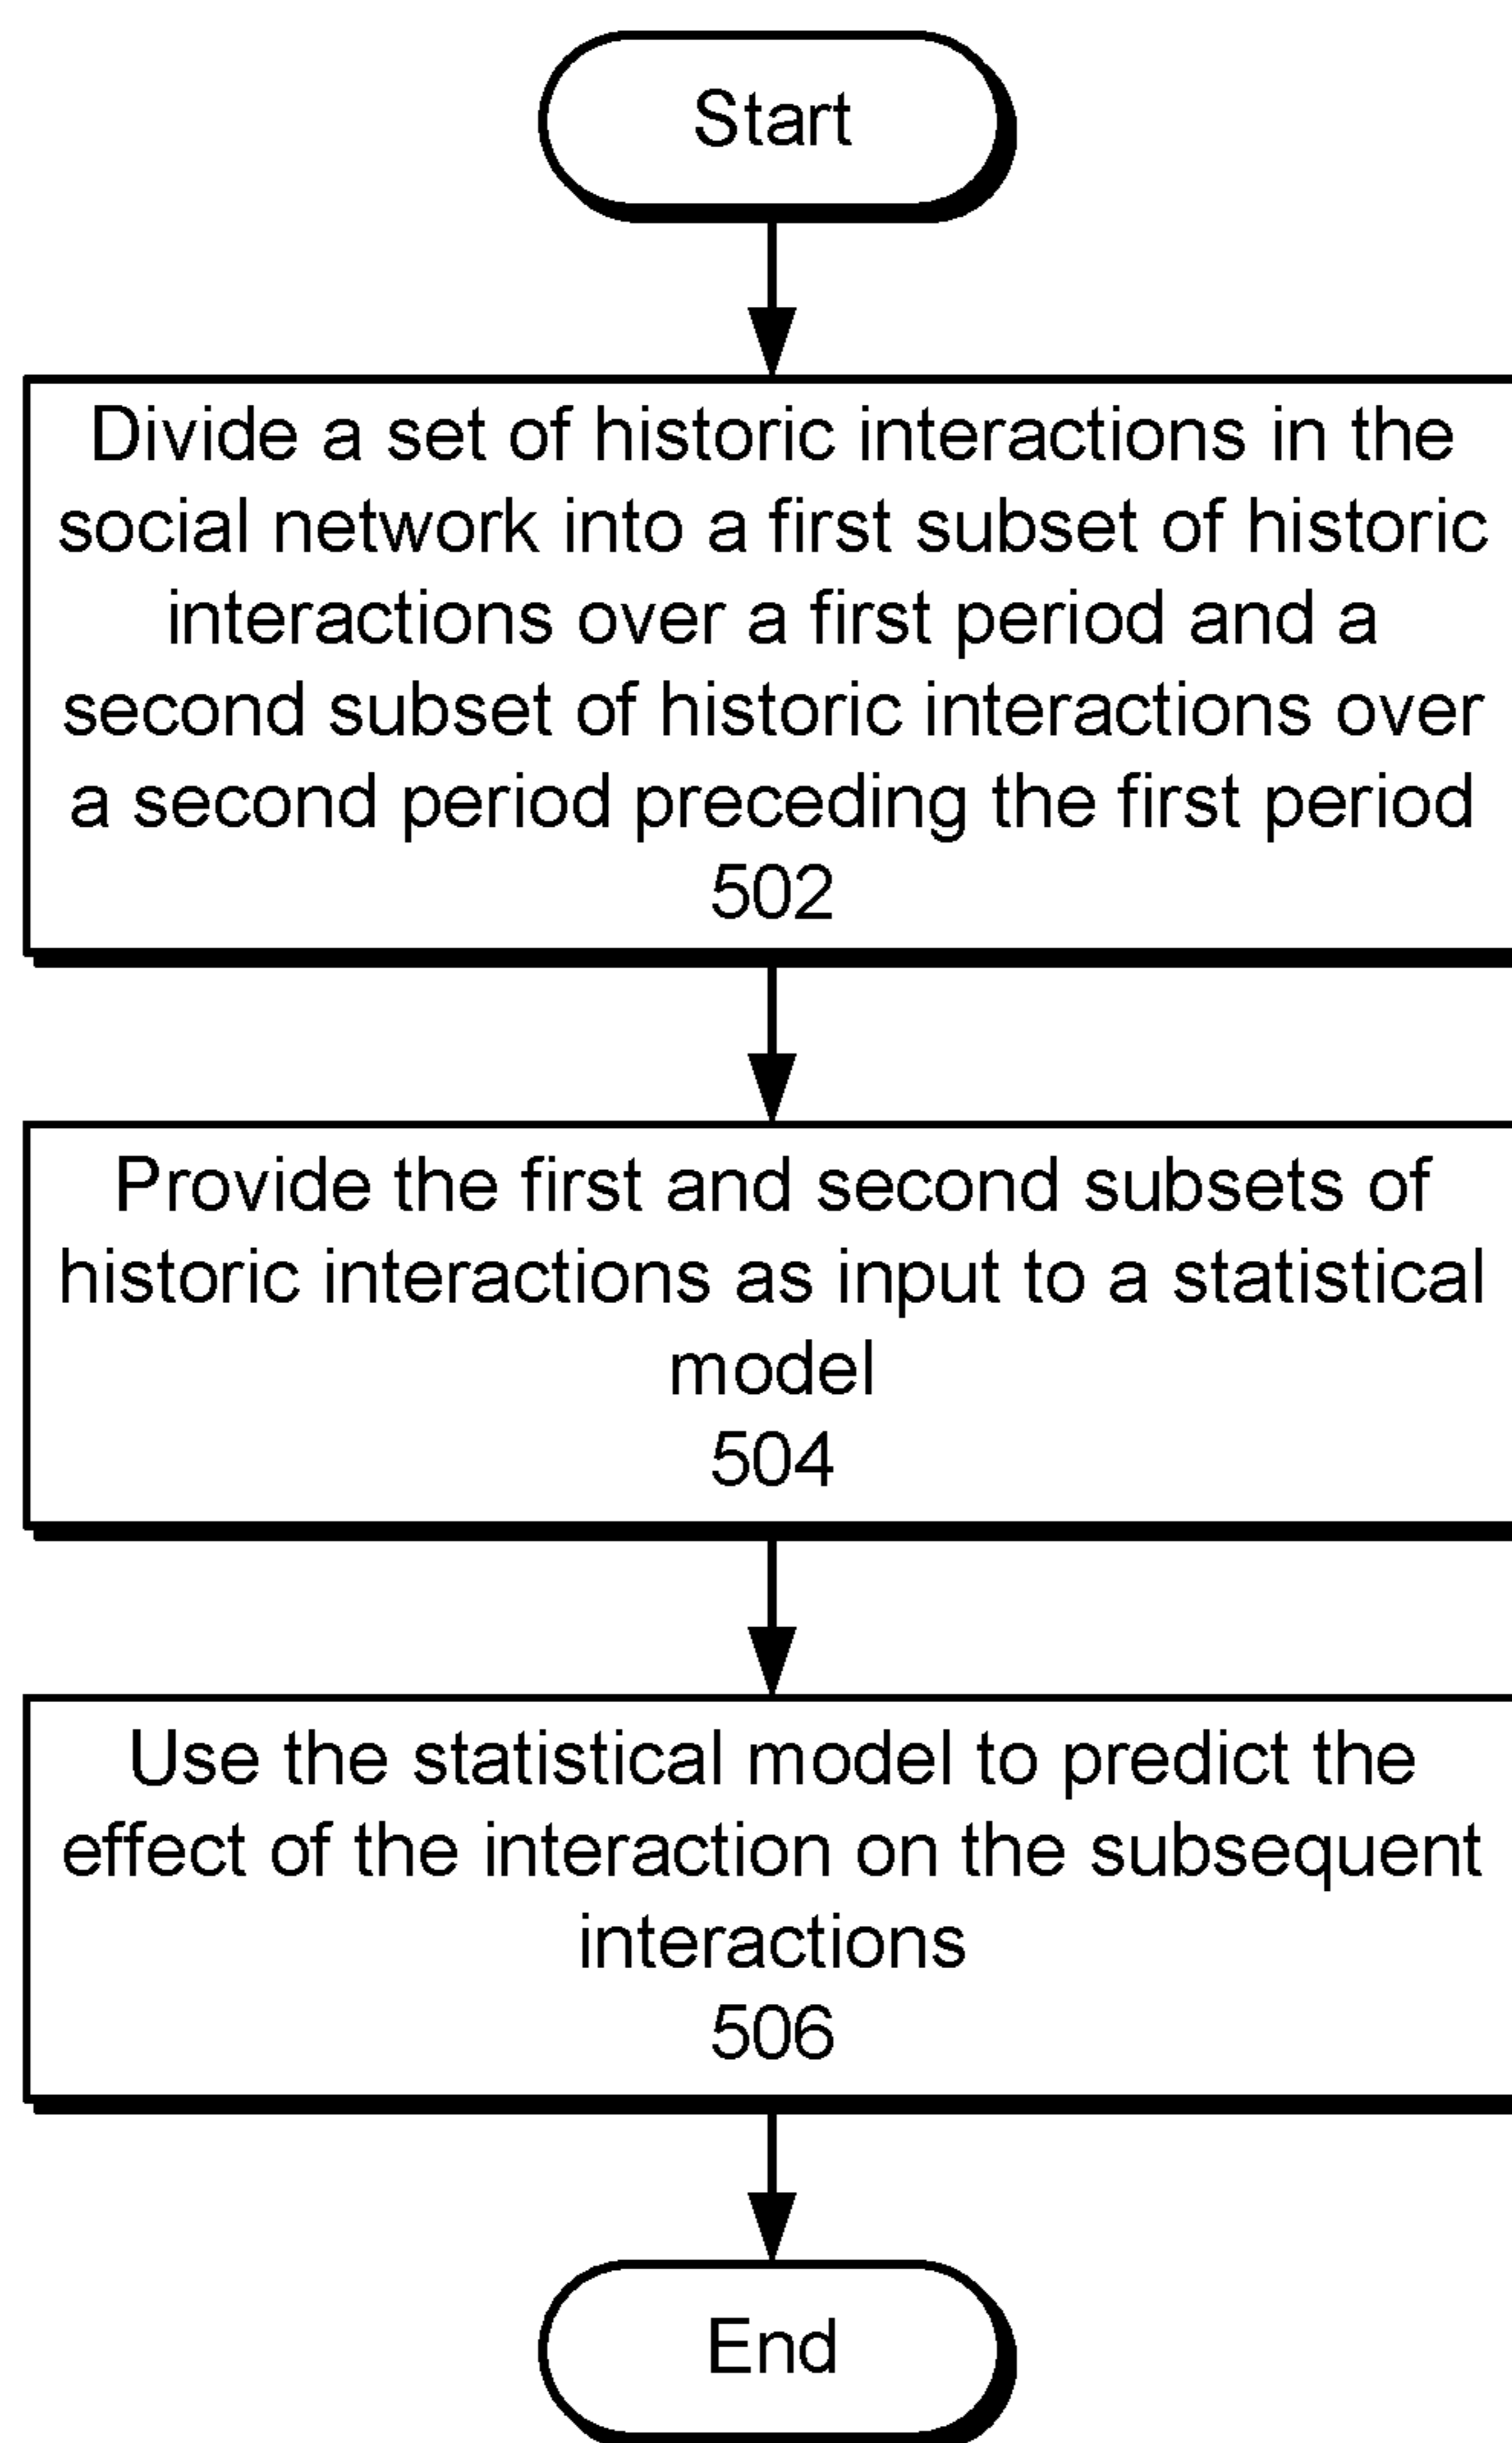 Start
Divide a set of historic interactions in the
social network into a first subset of historic
interactions over a first period and a
second subset of historic interactions over
a second period preceding the first period
502
Provide the first and second subsets of
historic interactions as input to a statistical
model
504
Use the statistical model to predict the
effect of the interaction on the subsequent
interactions
506
End